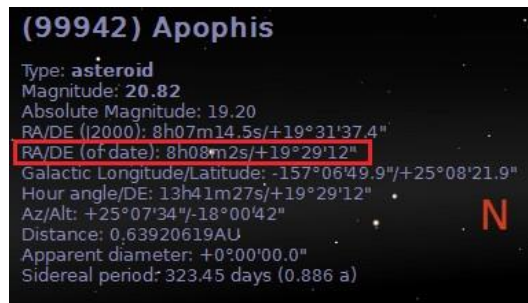 (99942) Apophis
Type: asteroid
Magnitude: 20.82
Absolute Magnitude: 19.20
RA/DE (J2000): 8h07m14.5s/+19°31'37.4"
RA/DE (of date): 8h08m2s/+19°29'12"
Galactic Longitude/Latitude: -157°06'49.9"/+25°08'21.9"
Hour angle/DE: 13h41m27s/+19°29'12"
Az/Alt: +25°07'34"/-18°00'42"
Distance: 0.63920619AU
Apparent diameter: +0°00'00.0"
Sidereal period: 323.45 days (0.886 a)
N